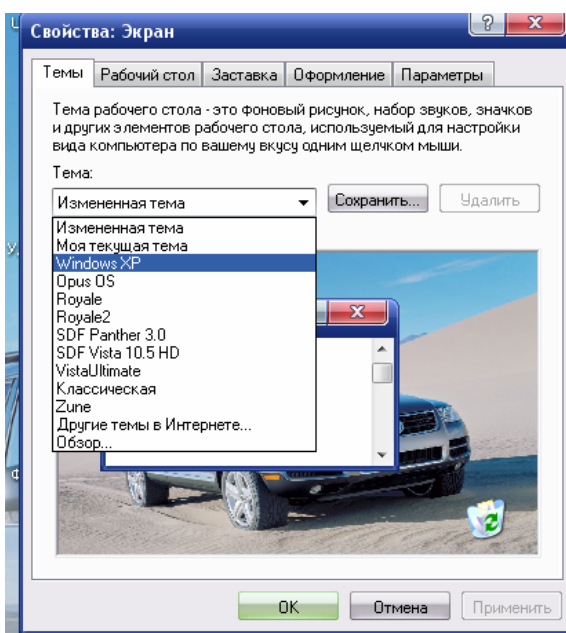 Свойства: Экран
Темы Рабочий стол Заставка Оформление Параметры
Тема рабочего стола - это фоновый рисунок, набор звуков, значков
и других элементов рабочего стола, используемый для настройки
вида компьютера по вашему вкусу одним щелчком мыши.
Тема:
Измененная тема Сохранить... Удалить
Измененная тема
Моя текущая тема
Windows XP
Opus OS
Royale
Royale2
SDF Panther 3.0
SDF Vista 10.5 HD
VistaUltimate
Классическая
Zune
Другие темы в Интернете...
Обзор...
OK Отмена Применить